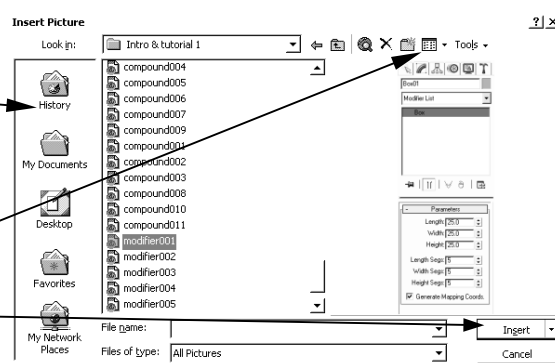 Insert Picture
Look in: Intro & tutorial 1 Tools
History
My Documents
Desktop
Favorites
My Network Places
compound004
compound005
compound006
compound007
compound009
compound001
compound002
compound003
compound008
compound010
compound011
modifier001
modifier002
modifier003
modifier004
modifier005
Box01
Modifier List
Box
Parameters
Length: 25.0
Width: 25.0
Height: 25.0
Length Segs: 5
Width Segs: 5
Height Segs: 5
Generate Mapping Coords.
File name:
Insert
Files of type: All Pictures
Cancel